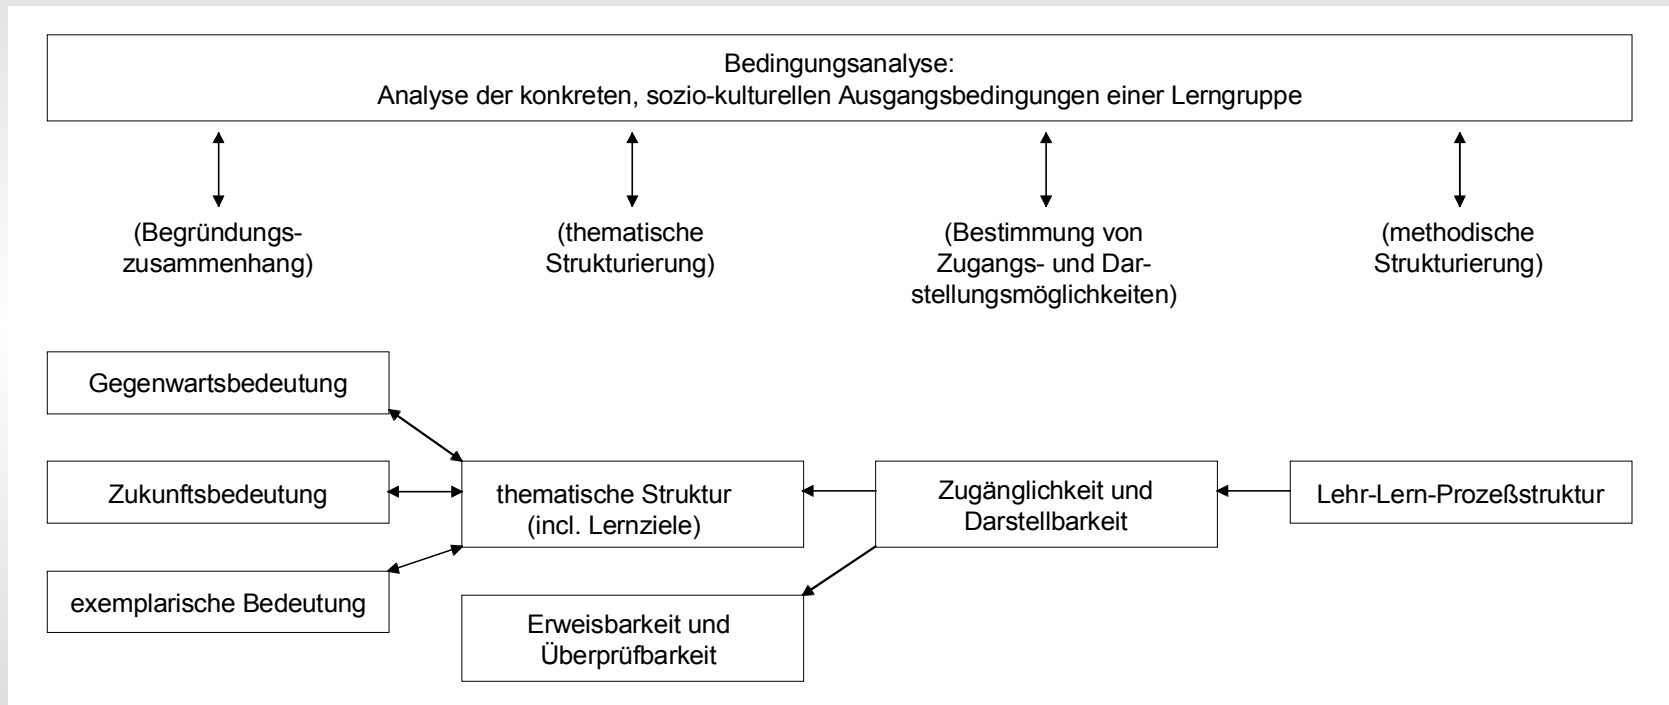 Bedingungsanalyse:
Analyse der konkreten, sozio-kulturellen Ausgangsbedingungen einer Lerngruppe
(Begründungs-
zusammenhang)
(thematische
Strukturierung)
(Bestimmung von
Zugangs- und Dar-
stellungsmöglichkeiten)
(methodische
Strukturierung)
Gegenwartsbedeutung
Zukunftsbedeutung
exemplarische Bedeutung
thematische Struktur
(incl. Lernziele)
Erweisbarkeit und
Überprüfbarkeit
Zugänglichkeit und
Darstellbarkeit
Lehr-Lern-Prozeßstruktur